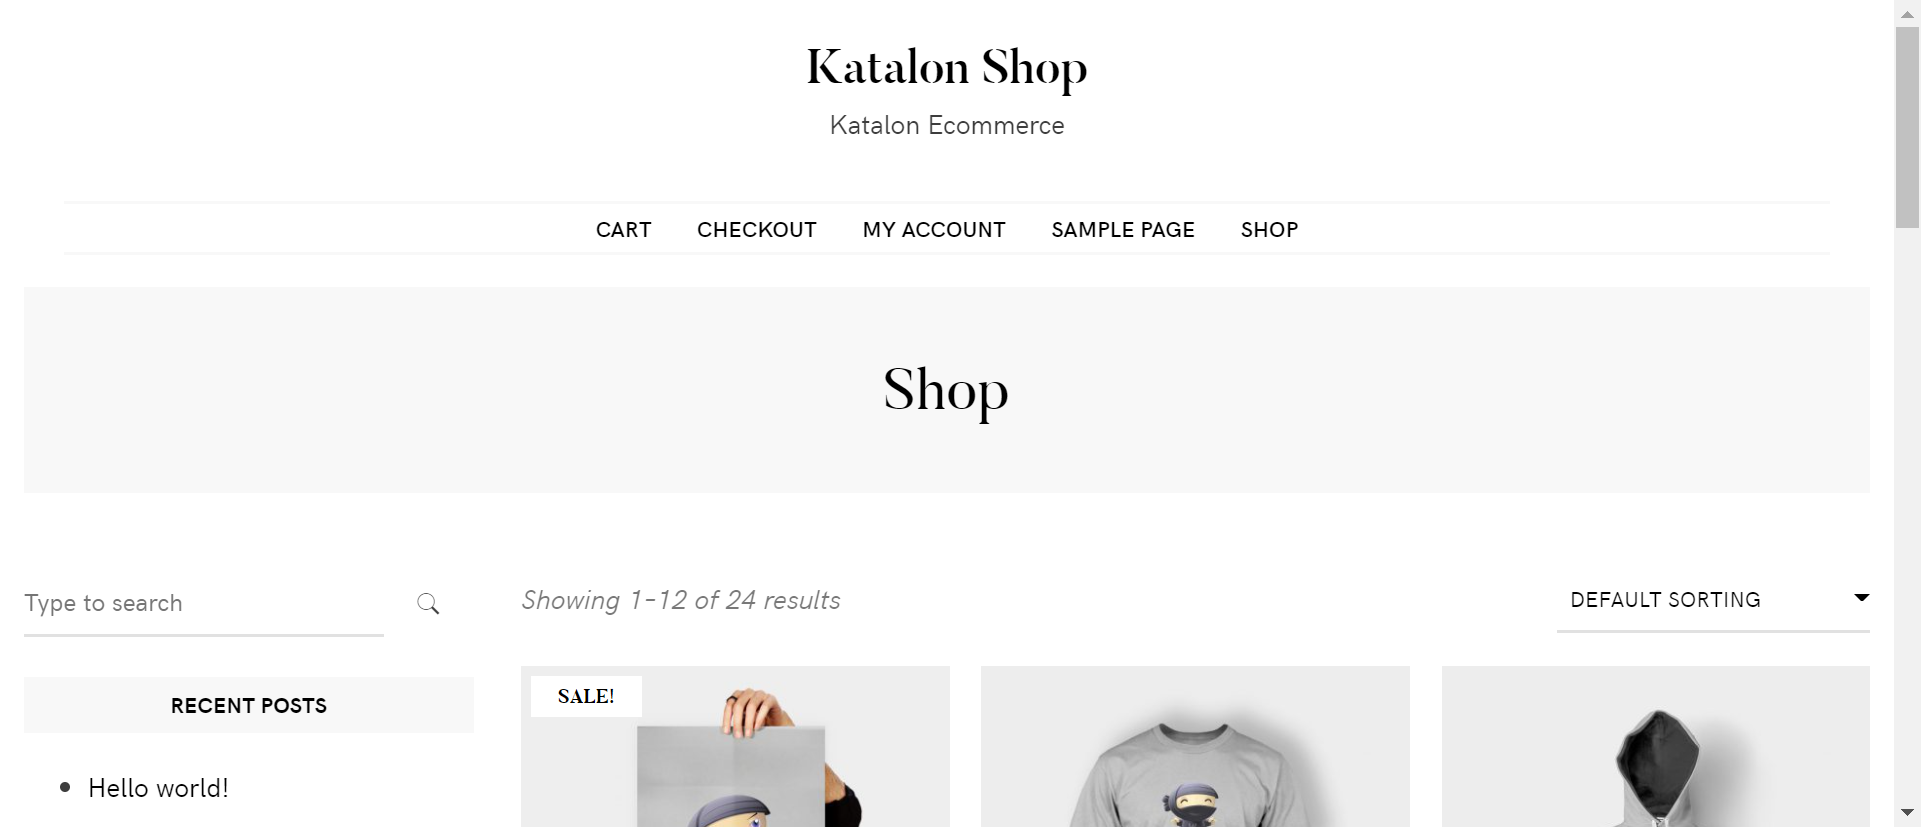 Katalon Shop
Katalon Ecommerce
CART CHECKOUT MY ACCOUNT SAMPLE PAGE SHOP
Shop
Type to search
Showing 1–12 of 24 results
DEFAULT SORTING
RECENT POSTS
Hello world!
SALE!